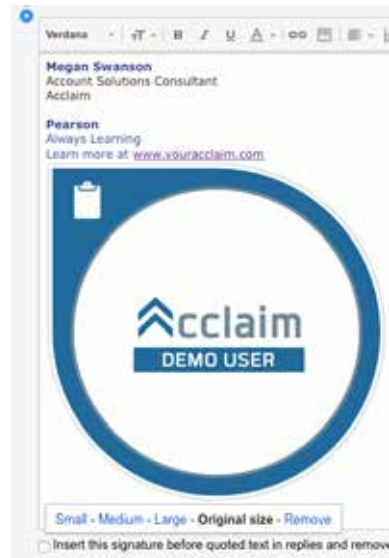 Verdana
B I U A
Megan Swanson
Account Solutions Consultant
Acclaim
Pearson
Always Learning
Learn more at www.youracclaim.com
Acclaim
DEMO USER
Small - Medium - Large - Original size - Remove
Insert this signature before quoted text in replies and remove